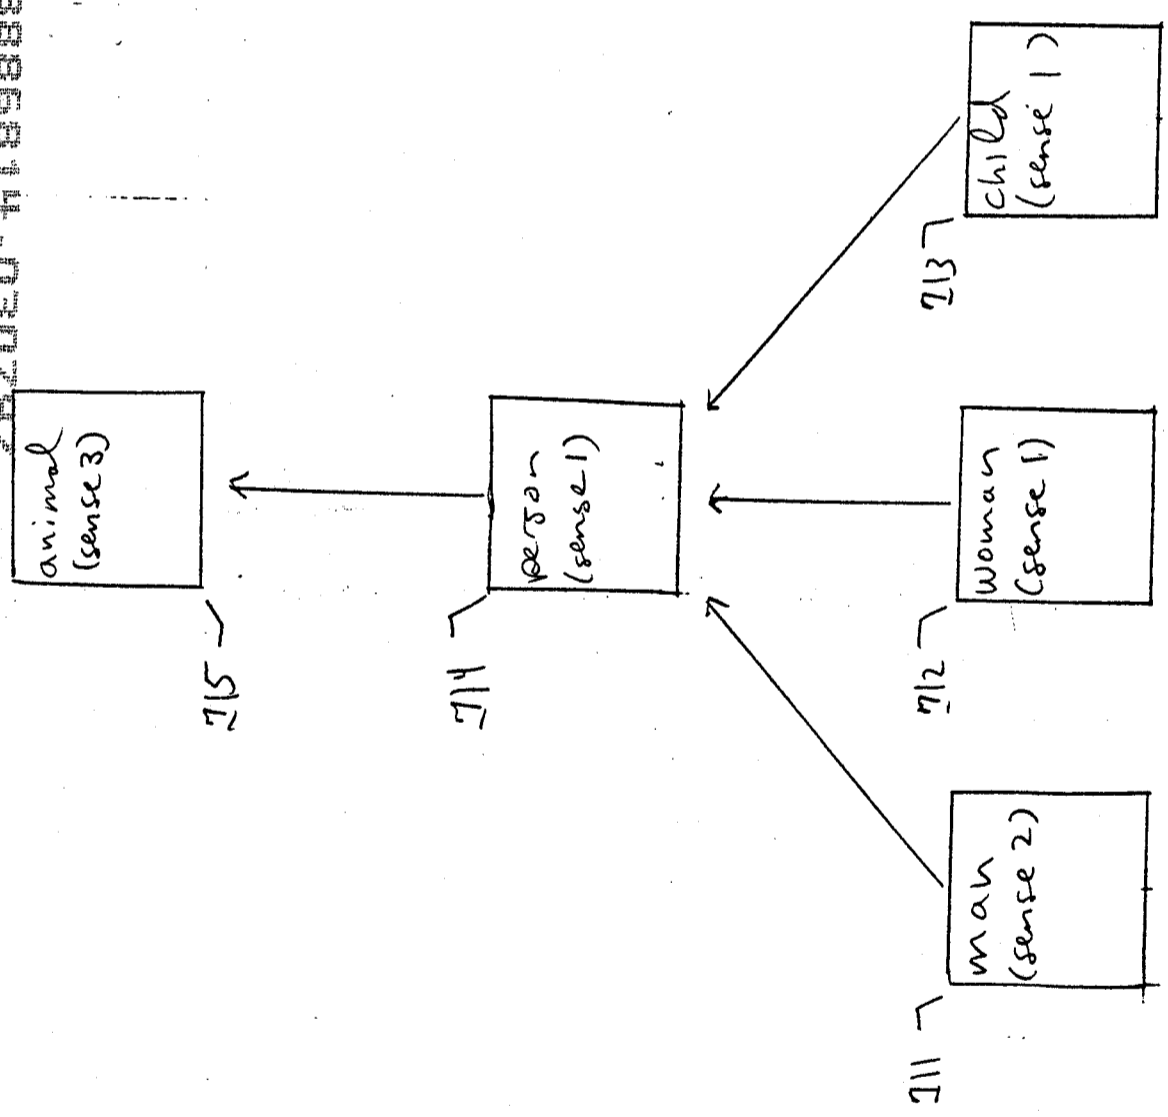 animal
(sense 3)
715
person
(sense 1)
714
man
(sense 2)
711
woman
(sense 1)
712
child
(sense 1)
713